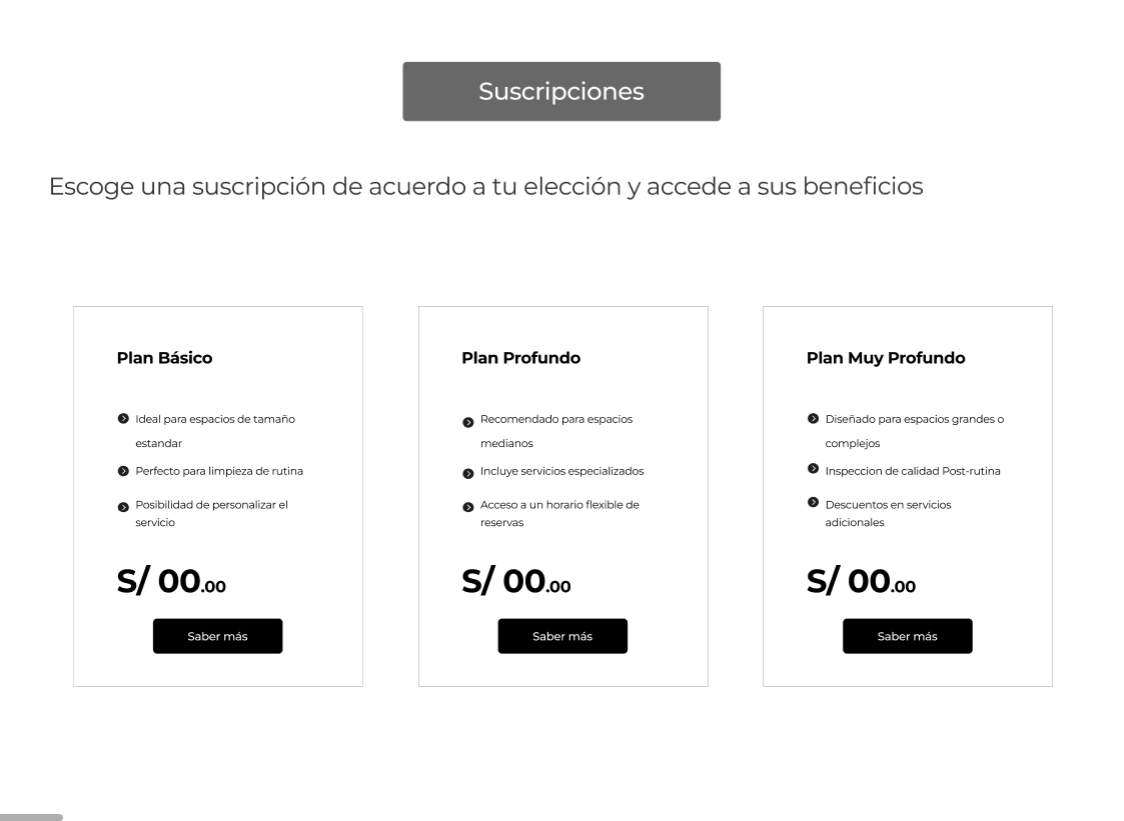 Suscripciones
Escoge una suscripción de acuerdo a tu elección y accede a sus beneficios
Plan Básico
Ideal para espacios de tamaño
estandar
Perfecto para limpieza de rutina
Posibilidad de personalizar el
servicio
S/ 00.00
Saber más
Plan Profundo
Recomendado para espacios
medianos
Incluye servicios especializados
Acceso a un horario flexible de
reservas
S/ 00.00
Saber más
Plan Muy Profundo
Diseñado para espacios grandes o
complejos
Inspeccion de calidad Post-rutina
Descuentos en servicios
adicionales
S/ 00.00
Saber más